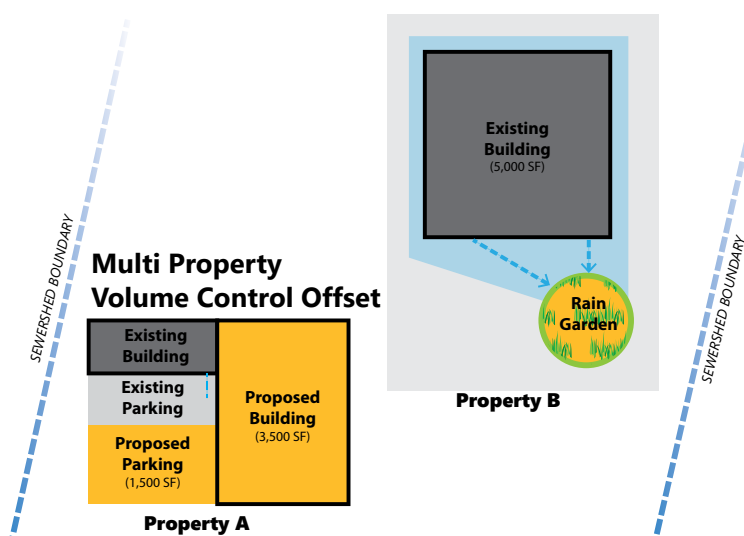 Existing
Building
(5,000 SF)
SEWERSHED BOUNDARY
Multi Property
Volume Control Offset
Rain
Garden
SEWERSHED BOUNDARY
Existing
Building
Existing
Parking
Proposed
Building
(3,500 SF)
Proposed
Parking
(1,500 SF)
Property B
Property A